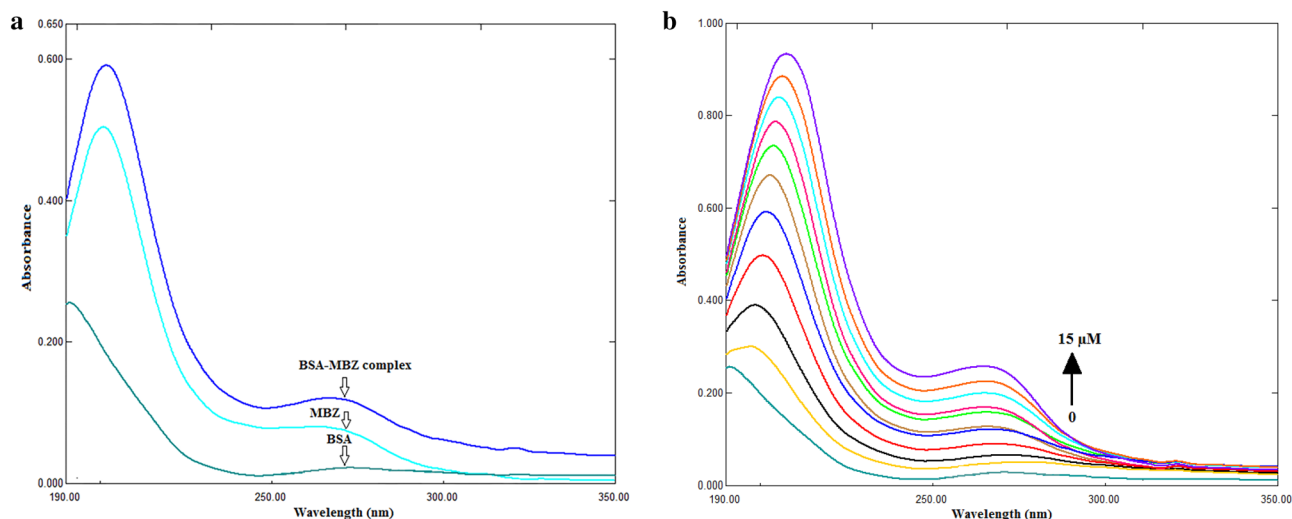 a
0.650
0.600
0.400
0.200
0.000
Absorbance
BSA-MBZ complex
MBZ
BSA
190.00
250.00
300.00
350.00
Wavelength (nm)
b
1.000
0.800
0.600
0.400
0.200
0.000
Absorbance
15 µM
0
190.00
250.00
300.00
350.00
Wavelength (nm)